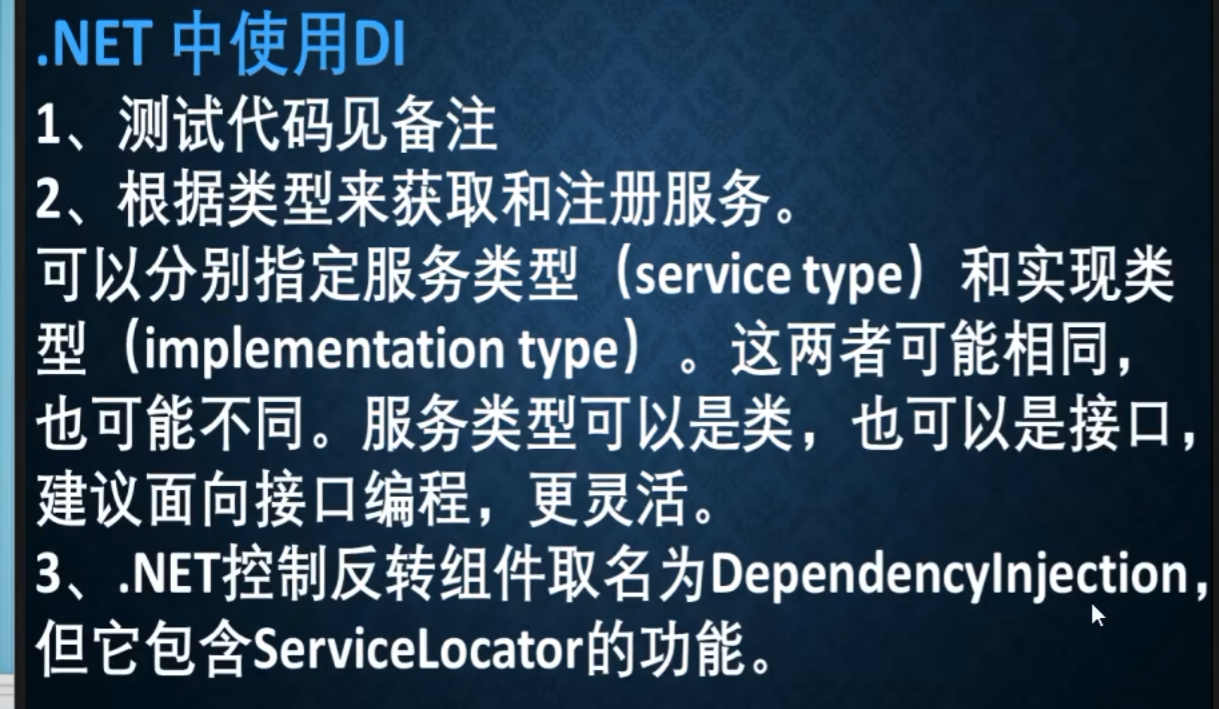 .NET 中使用DI
1、测试代码见备注
2、根据类型来获取和注册服务。
可以分别指定服务类型（service type）和实现类
型（implementation type）。这两者可能相同，
也可能不同。服务类型可以是类，也可以是接口，
建议面向接口编程，更灵活。
3、.NET控制反转组件取名为DependencyInjection，
但它包含ServiceLocator的功能。